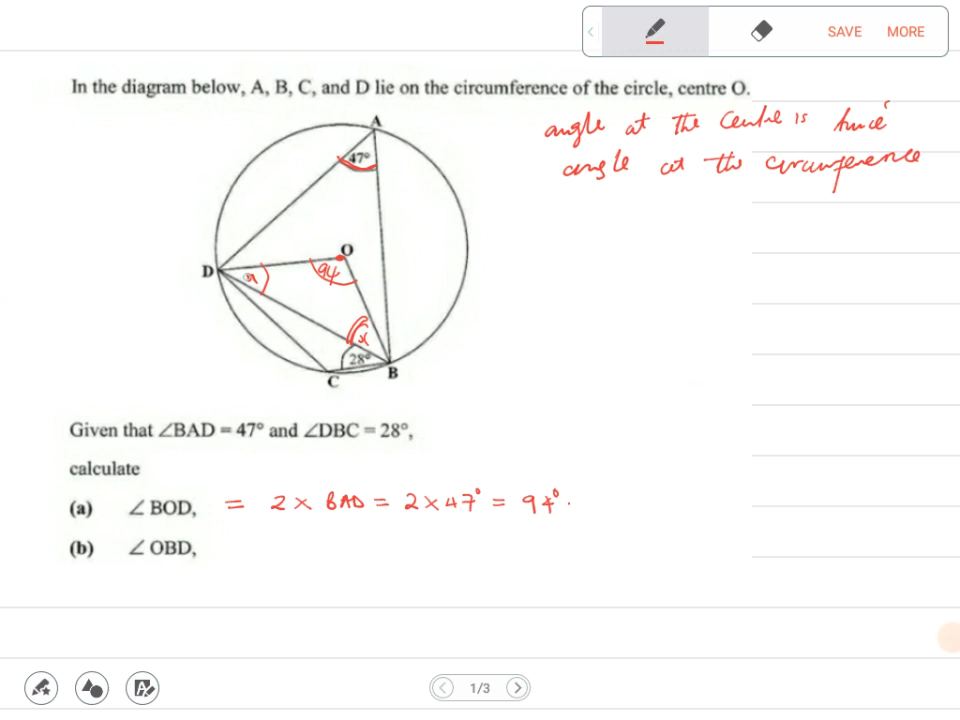 SAVE MORE
In the diagram below, A, B, C, and D lie on the circumference of the circle, centre O.
angle at the centre is twice
angle at the circumference
A
47°
O
D
94
x
x
28°
B
C
Given that ∠BAD = 47° and ∠DBC = 28°,
calculate
(a) ∠ BOD, = 2 × BAD = 2 × 47° = 94°.
(b) ∠ OBD,
1/3